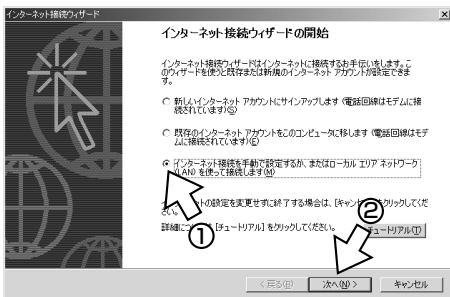 インターネット接続ウィザード
インターネット接続ウィザードの開始
インターネット接続ウィザードはインターネットに接続するお手伝いをします。こ
のウィザードを使うと既存または新規のインターネット アカウントが設定できま
す。
新しいインターネット アカウントにサインアップします (電話回線はモデムに接
続されています)(S)
既存のインターネット アカウントをこのコンピュータに移します (電話回線はモデ
ムに接続されています)(E)
インターネット接続を手動で設定するか、またはローカル エリア ネットワーク
(LAN) を使って接続します(M)
ットの設定を変更せずに終了する場合は、[キャンセ をクリックしてくだ
さい。
①
②
詳細に [チュートリアル] をクリックしてください。
チュートリアル(T)
< 戻る(B)
次へ(N) >
キャンセル